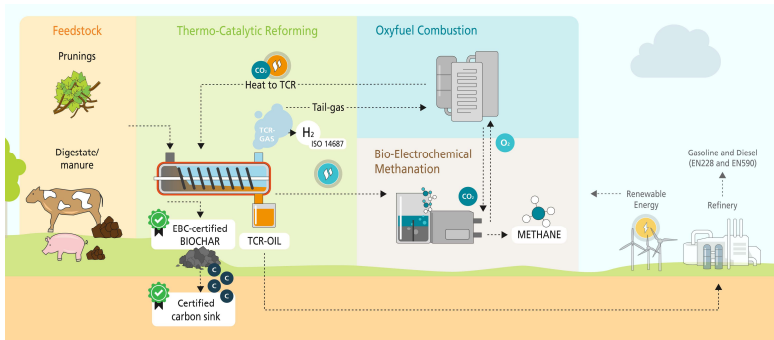 Feedstock
Prunings
Digestate/
manure
Thermo-Catalytic Reforming
CO₂
Heat to TCR
Tail-gas
TCR-
GAS
H₂
ISO 14687
EBC-certified
BIOCHAR
TCR-OIL
C
C
C
C
Certified
carbon sink
Oxyfuel Combustion
O₂
Bio-Electrochemical
Methanation
CO₂
METHANE
Renewable
Energy
Gasoline and Diesel
(EN228 and EN590)
Refinery